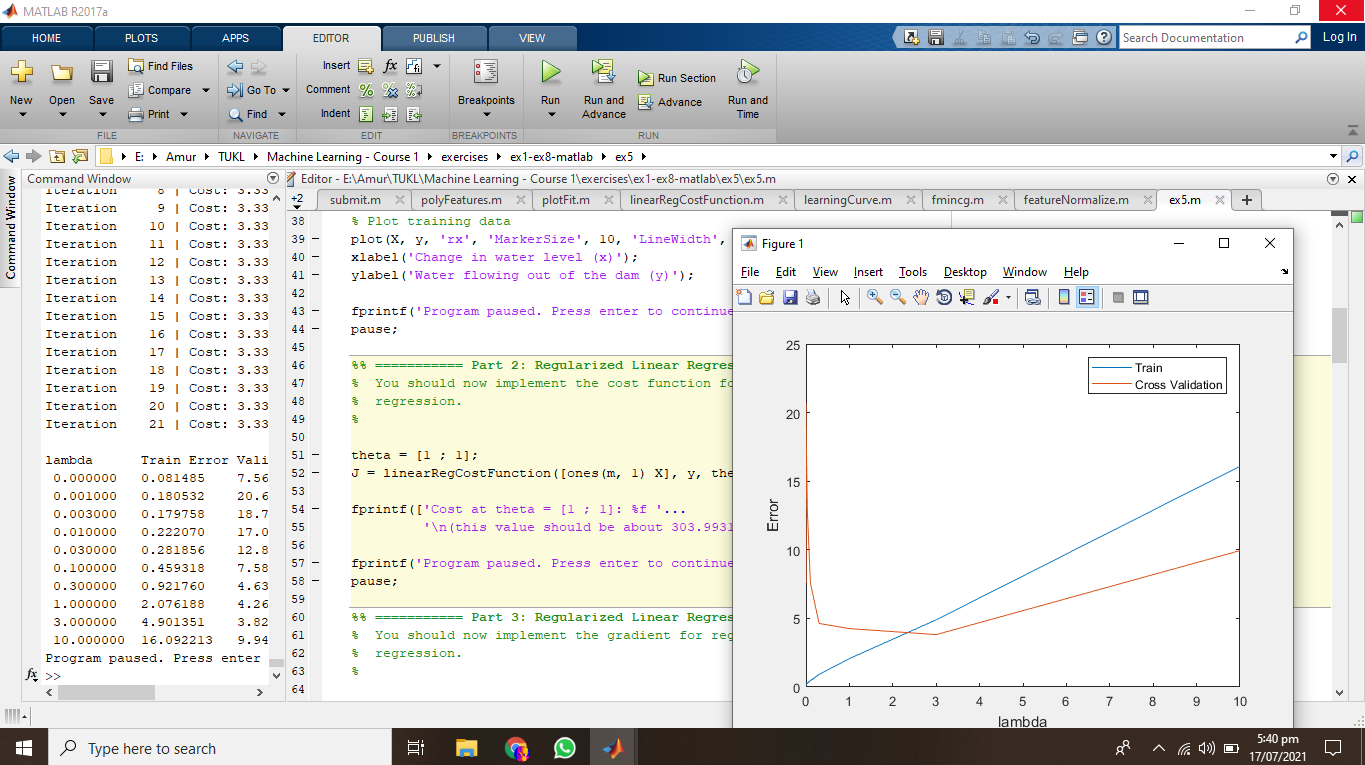 MATLAB R2017a
HOME PLOTS APPS EDITOR PUBLISH VIEW
Search Documentation
Log In
New Open Save
Find Files
Compare
Print
Go To
Find
Insert
Comment
Indent
fx
Breakpoints
Run
Run and Advance
Run Section
Advance
Run and Time
FILE NAVIGATE EDIT BREAKPOINTS RUN
E: Amur TUKL Machine Learning - Course 1 exercises ex1-ex8-matlab ex5
Command Window
Command Window
Iteration 8 | Cost: 3.33
Iteration 9 | Cost: 3.33
Iteration 10 | Cost: 3.33
Iteration 11 | Cost: 3.33
Iteration 12 | Cost: 3.33
Iteration 13 | Cost: 3.33
Iteration 14 | Cost: 3.33
Iteration 15 | Cost: 3.33
Iteration 16 | Cost: 3.33
Iteration 17 | Cost: 3.33
Iteration 18 | Cost: 3.33
Iteration 19 | Cost: 3.33
Iteration 20 | Cost: 3.33
Iteration 21 | Cost: 3.33
lambda Train Error Vali
0.000000 0.081485 7.56
0.001000 0.180532 20.6
0.003000 0.179758 18.7
0.010000 0.222070 17.0
0.030000 0.281856 12.8
0.100000 0.459318 7.58
0.300000 0.921760 4.63
1.000000 2.076188 4.26
3.000000 4.901351 3.82
10.000000 16.092213 9.94
Program paused. Press enter
fx >>
Editor - E:\Amur\TUKL\Machine Learning - Course 1\exercises\ex1-ex8-matlab\ex5\ex5.m
+2 submit.m polyFeatures.m plotFit.m linearRegCostFunction.m learningCurve.m fmincg.m featureNormalize.m ex5.m
38 % Plot training data
39 – plot(X, y, 'rx', 'MarkerSize', 10, 'LineWidth',
40 – xlabel('Change in water level (x)');
41 – ylabel('Water flowing out of the dam (y)');
42
43 – fprintf('Program paused. Press enter to continue
44 – pause;
45
46 %% =========== Part 2: Regularized Linear Regres
47 % You should now implement the cost function fo
48 % regression.
49 %
50
51 – theta = [1 ; 1];
52 – J = linearRegCostFunction([ones(m, 1) X], y, the
53
54 – fprintf(['Cost at theta = [1 ; 1]: %f '...
55 '\n(this value should be about 303.9931
56
57 – fprintf('Program paused. Press enter to continue
58 – pause;
59
60 %% =========== Part 3: Regularized Linear Regres
61 % You should now implement the gradient for reg
62 % regression.
63 %
64
Figure 1
File Edit View Insert Tools Desktop Window Help
25
20
15
10
5
0
Error
Train
Cross Validation
0 1 2 3 4 5 6 7 8 9 10
lambda
Type here to search
5:40 pm
17/07/2021